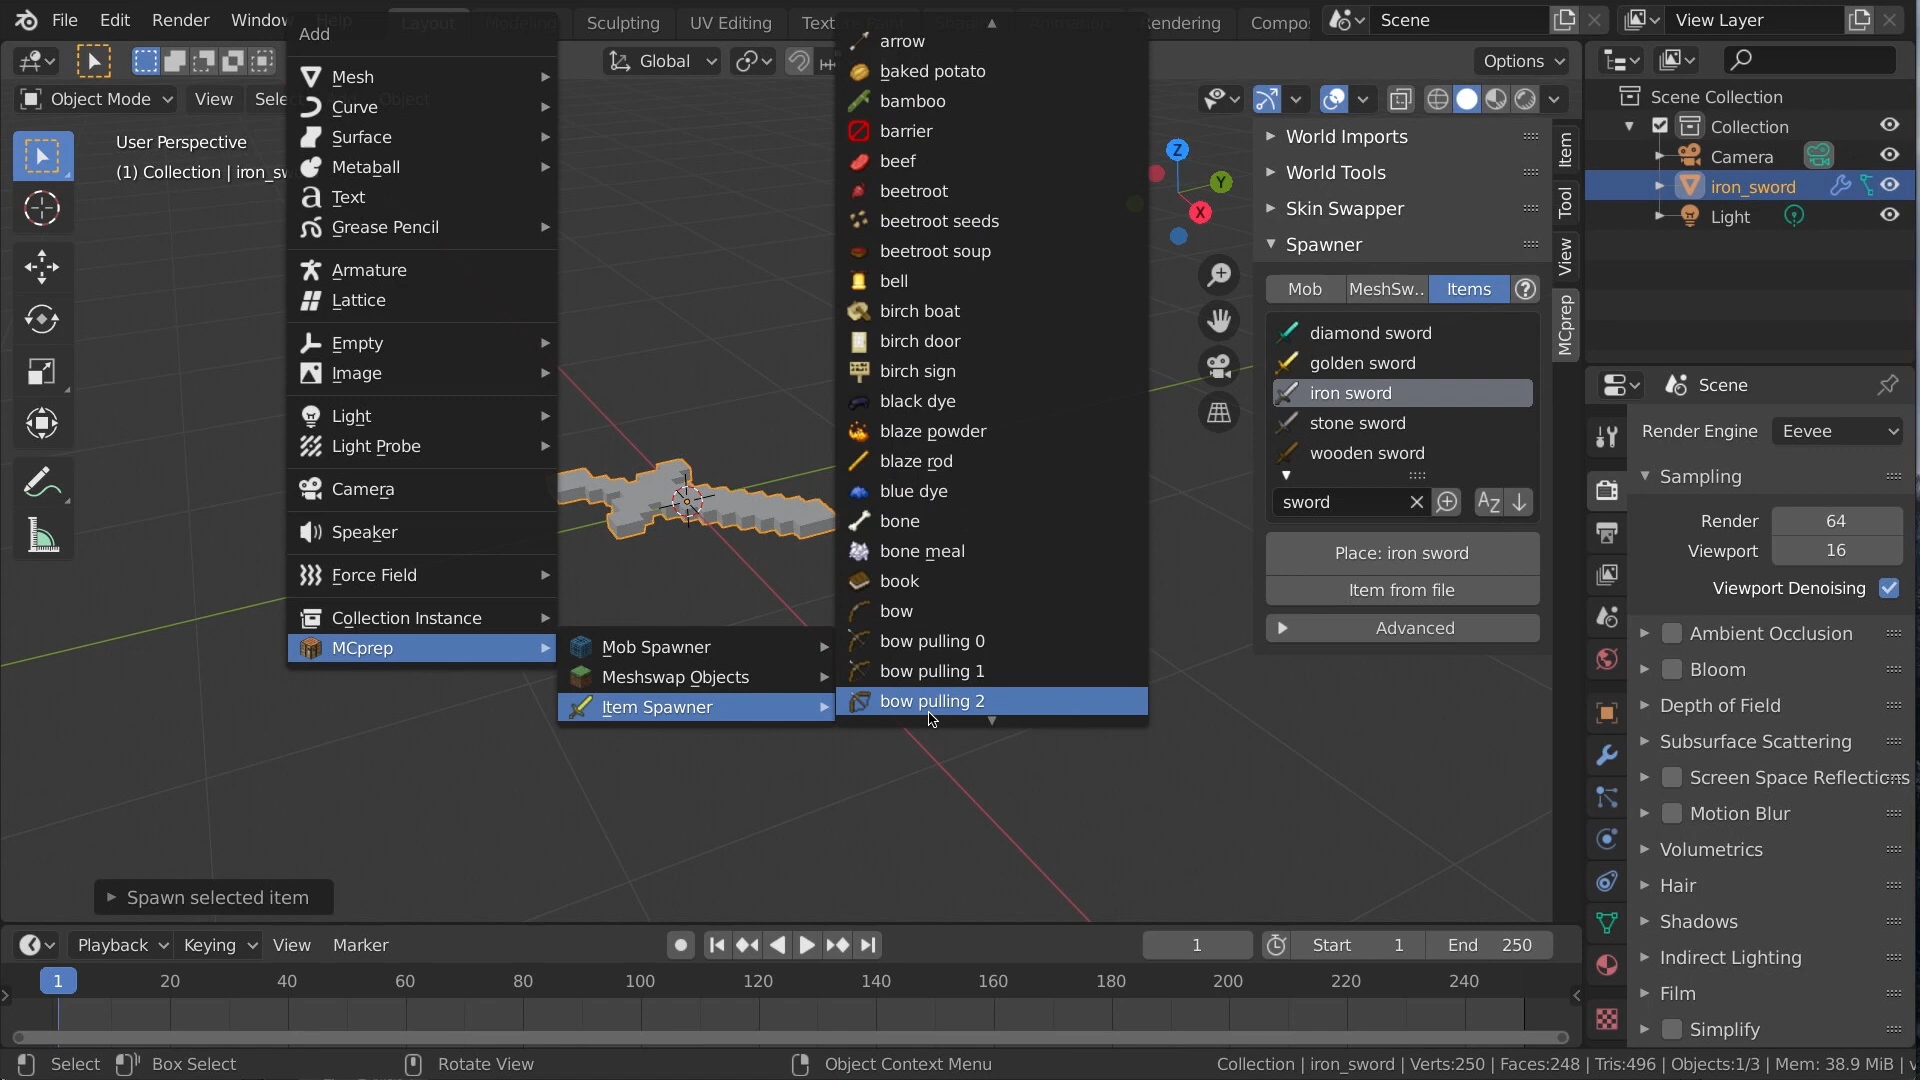 File Edit Render Window Help Layout Modeling Sculpting UV Editing Rendering Compo
Scene
View Layer
Global
Options
Object Mode
View
Selec
Object
User Perspective
(1) Collection | iron_sw
Add
Mesh
Curve
Surface
Metaball
Text
Grease Pencil
Armature
Lattice
Empty
Image
Light
Light Probe
Camera
Speaker
Force Field
Collection Instance
MCprep
Mob Spawner
Meshswap Objects
Item Spawner
arrow
baked potato
bamboo
barrier
beef
beetroot
beetroot seeds
beetroot soup
bell
birch boat
birch door
birch sign
black dye
blaze powder
blaze rod
blue dye
bone
bone meal
book
bow
bow pulling 0
bow pulling 1
bow pulling 2
Z
Y
X
World Imports
World Tools
Skin Swapper
Spawner
Mob MeshSw.. Items ?
diamond sword
golden sword
iron sword
stone sword
wooden sword
sword
AZ
Place: iron sword
Item from file
Advanced
Item
Tool
View
MCprep
Scene Collection
Collection
Camera
iron_sword
Light
Scene
Render Engine Eevee
Sampling
Render 64
Viewport 16
Viewport Denoising
Ambient Occlusion
Bloom
Depth of Field
Subsurface Scattering
Screen Space Reflections
Motion Blur
Volumetrics
Hair
Shadows
Indirect Lighting
Film
Simplify
Spawn selected item
Playback Keying View Marker
1
Start 1
End 250
1 20 40 60 80 100 120 140 160 180 200 220 240
Select Box Select Rotate View Object Context Menu
Collection | iron_sword | Verts:250 | Faces:248 | Tris:496 | Objects:1/3 | Mem: 38.9 MiB | v